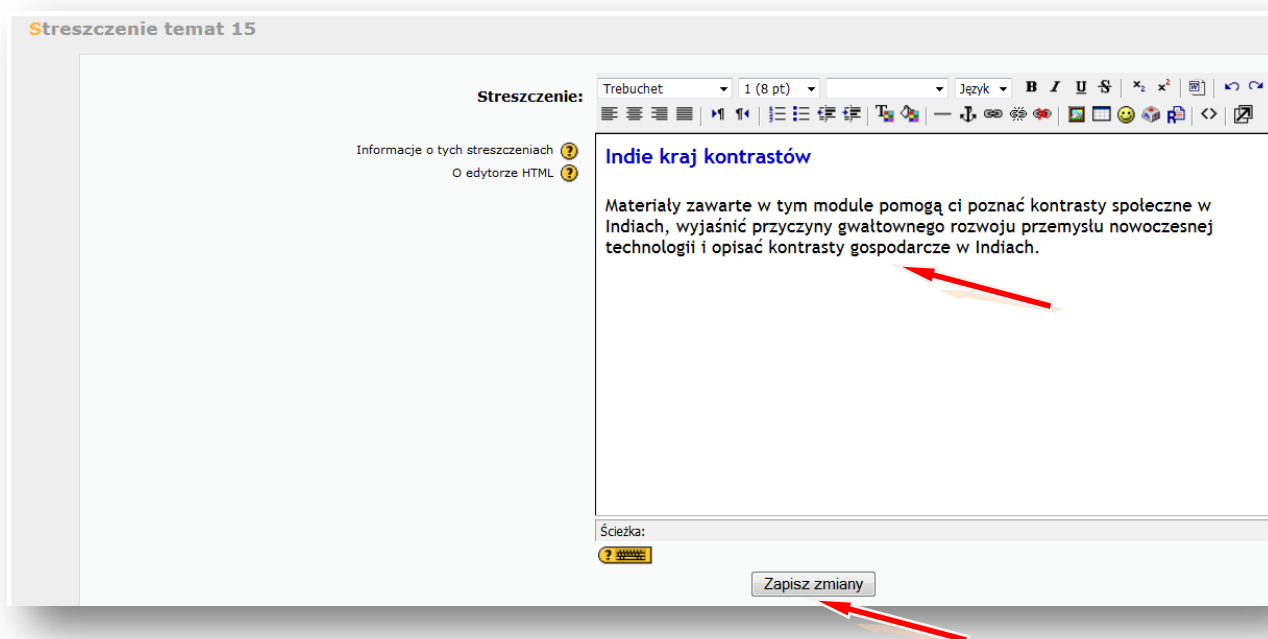 Streszczenie temat 15
Streszczenie:
Trebuchet 1 (8 pt) Język B I U S x₂ x²
Informacje o tych streszczeniach ?
O edytorze HTML ?
Indie kraj kontrastów
Materiały zawarte w tym module pomogą ci poznać kontrasty społeczne w
Indiach, wyjaśnić przyczyny gwałtownego rozwoju przemysłu nowoczesnej
technologii i opisać kontrasty gospodarcze w Indiach.
Ścieżka:
?
Zapisz zmiany